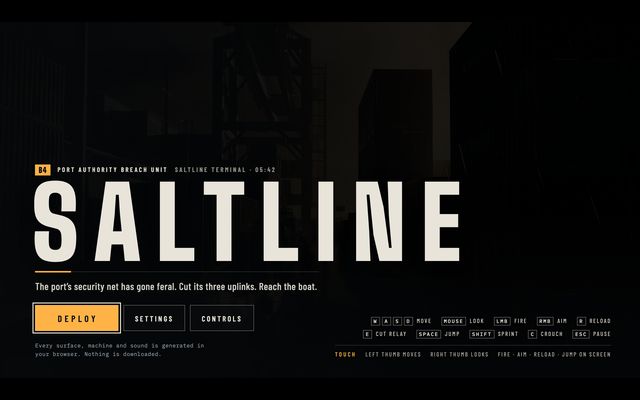 B4 PORT AUTHORITY BREACH UNIT SALTLINE TERMINAL · 05:42
SALTLINE
The port's security net has gone feral. Cut its three uplinks. Reach the boat.
DEPLOY SETTINGS CONTROLS
Every surface, machine and sound is generated in
your browser. Nothing is downloaded.
W A S D MOVE MOUSE LOOK LMB FIRE RMB AIM R RELOAD
E CUT RELAY SPACE JUMP SHIFT SPRINT C CROUCH ESC PAUSE
TOUCH LEFT THUMB MOVES RIGHT THUMB LOOKS FIRE · AIM · RELOAD · JUMP ON SCREEN